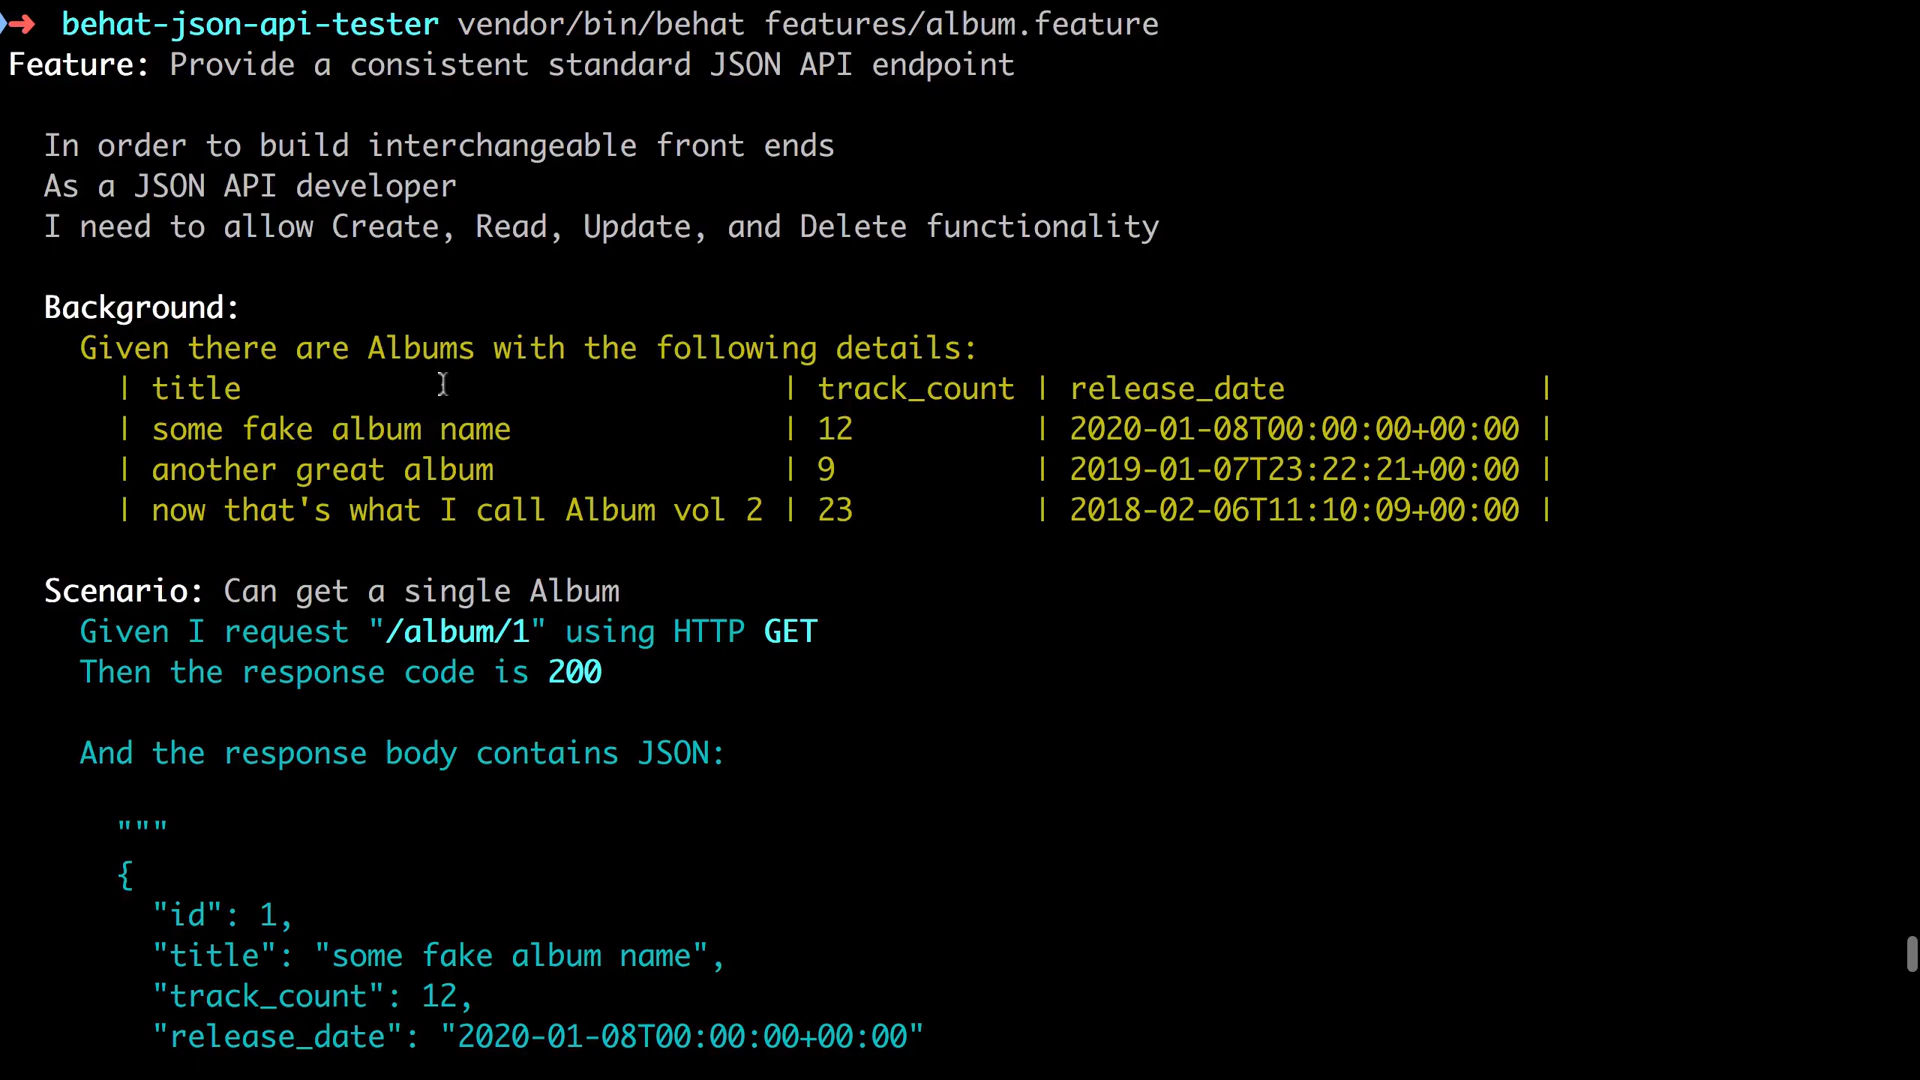 ➜ behat-json-api-tester vendor/bin/behat features/album.feature
Feature: Provide a consistent standard JSON API endpoint
In order to build interchangeable front ends
As a JSON API developer
I need to allow Create, Read, Update, and Delete functionality
Background:
Given there are Albums with the following details:
| title | track_count | release_date |
| some fake album name | 12 | 2020-01-08T00:00:00+00:00 |
| another great album | 9 | 2019-01-07T23:22:21+00:00 |
| now that's what I call Album vol 2 | 23 | 2018-02-06T11:10:09+00:00 |
Scenario: Can get a single Album
Given I request "/album/1" using HTTP GET
Then the response code is 200
And the response body contains JSON:
"""
{
"id": 1,
"title": "some fake album name",
"track_count": 12,
"release_date": "2020-01-08T00:00:00+00:00"